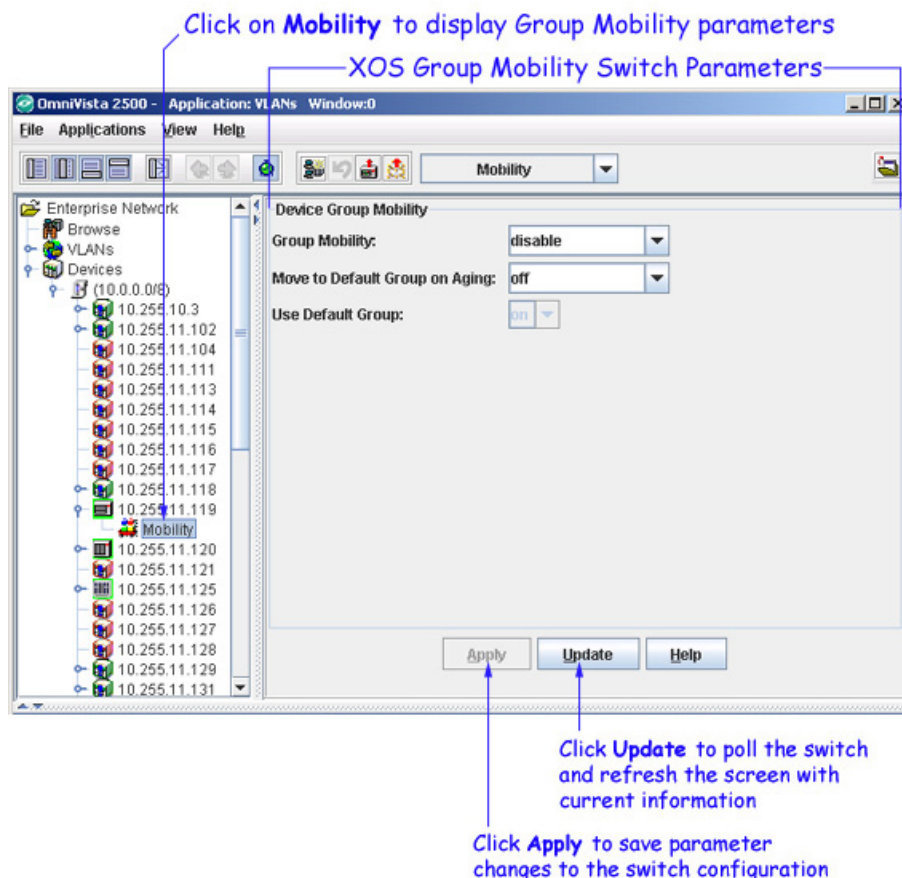 Click on Mobility to display Group Mobility parameters
XOS Group Mobility Switch Parameters
OmniVista 2500 - Application: VLANs Window:0
File Applications View Help
Mobility
Enterprise Network
Browse
VLANs
Devices
(10.0.0.0/8)
10.255.10.3
10.255.11.102
10.255.11.104
10.255.11.111
10.255.11.113
10.255.11.114
10.255.11.115
10.255.11.116
10.255.11.117
10.255.11.118
10.255.11.119
Mobility
10.255.11.120
10.255.11.121
10.255.11.125
10.255.11.126
10.255.11.127
10.255.11.128
10.255.11.129
10.255.11.131
Device Group Mobility
Group Mobility: disable
Move to Default Group on Aging: off
Use Default Group: on
Apply Update Help
Click Update to poll the switch
and refresh the screen with
current information
Click Apply to save parameter
changes to the switch configuration